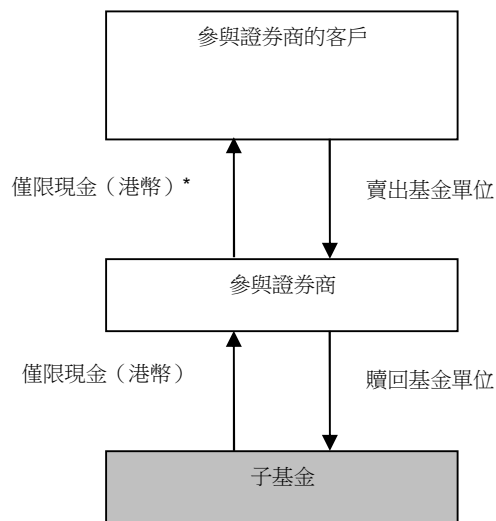 參與證券商的客戶
僅限現金（港幣）*
賣出基金單位
參與證券商
僅限現金（港幣）
贖回基金單位
子基金